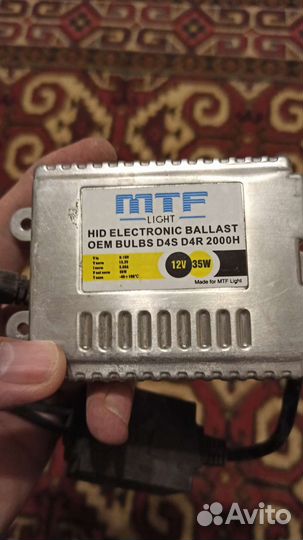 MTF
LIGHT
HID ELECTRONIC BALLAST
OEM BULBS D4S D4R 2000H
12V 35W
Made for MTF Light
Avito